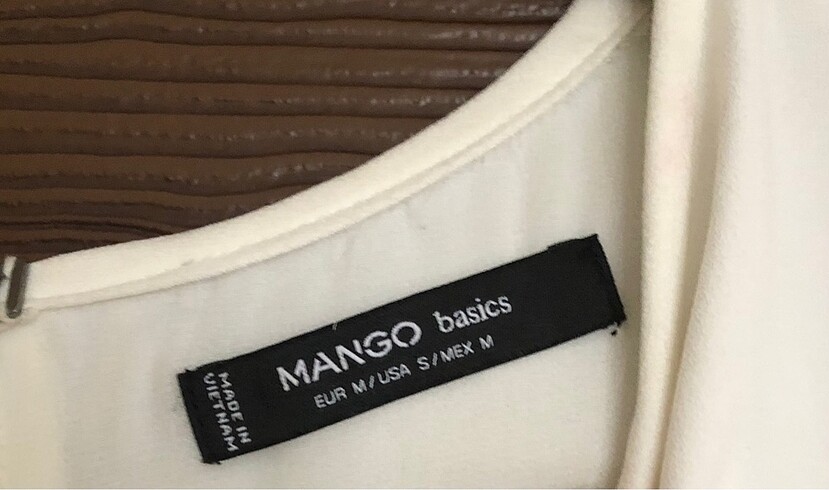 MANGO basics
EUR M/USA S/MEX M
MADE IN
VIETNAM